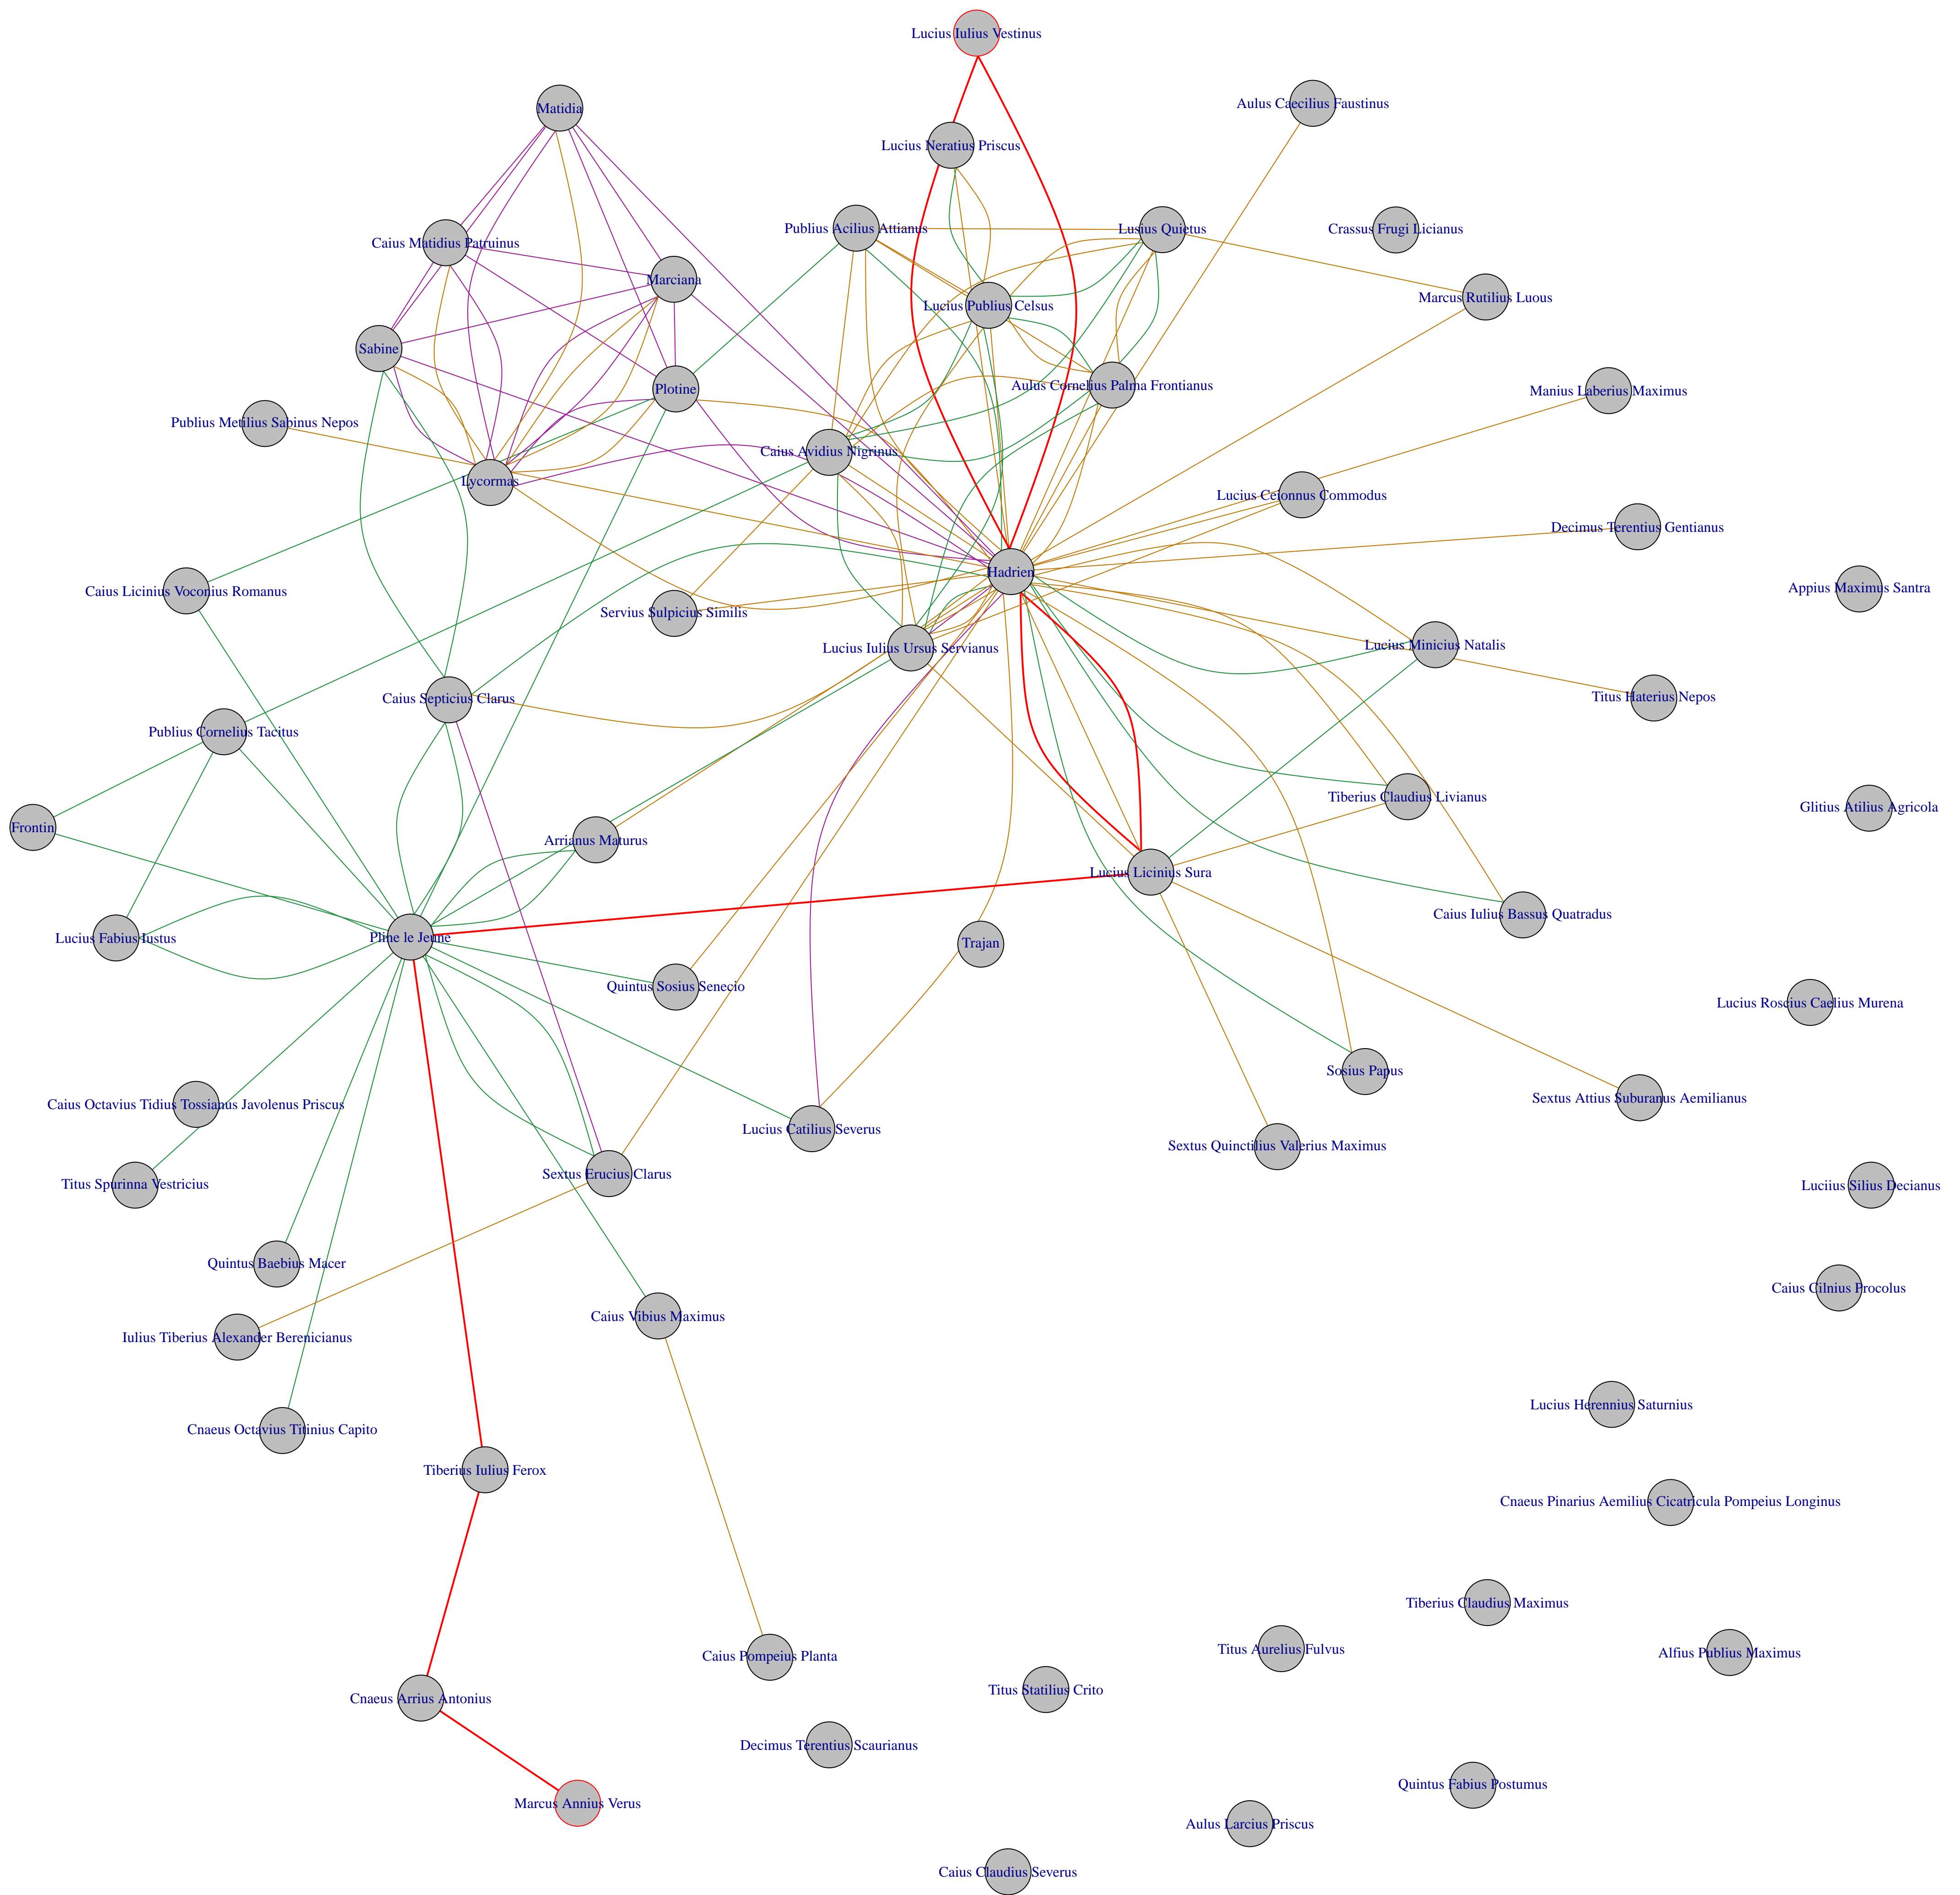 Lucius Iulius Vestinus
Matidia
Aulus Caecilius Faustinus
Lucius Neratius Priscus
Publius Acilius Attianus
Lusius Quietus
Crassus Frugi Licianus
Caius Matidius Patruinus
Marciana
Marcus Rutilius Luous
Lucius Publius Celsus
Sabine
Plotine
Aulus Cornelius Palma Frontianus
Manius Laberius Maximus
Publius Metilius Sabinus Nepos
Caius Avidius Nigrinus
Lycormas
Lucius Ceionnus Commodus
Decimus Terentius Gentianus
Hadrien
Caius Licinius Voconius Romanus
Appius Maximus Santra
Servius Sulpicius Similis
Lucius Iulius Ursus Servianus
Lucius Minicius Natalis
Caius Septicius Clarus
Titus Haterius Nepos
Publius Cornelius Tacitus
Tiberius Claudius Livianus
Glitius Atilius Agricola
Frontin
Arrianus Maturus
Lucius Licinius Sura
Caius Iulius Bassus Quatradus
Lucius Fabius Iustus
Pline le Jeune
Trajan
Quintus Sosius Senecio
Lucius Roscius Caelius Murena
Sosius Papus
Caius Octavius Tidius Tossianus Javolenus Priscus
Sextus Attius Suburanus Aemilianus
Lucius Catilius Severus
Sextus Quinctilius Valerius Maximus
Sextus Erucius Clarus
Titus Spurinna Vestricius
Luciius Silius Decianus
Quintus Baebius Macer
Caius Cilnius Procolus
Caius Vibius Maximus
Iulius Tiberius Alexander Berenicianus
Lucius Herennius Saturnius
Cnaeus Octavius Titinius Capito
Tiberius Iulius Ferox
Cnaeus Pinarius Aemilius Cicatricula Pompeius Longinus
Tiberius Claudius Maximus
Titus Aurelius Fulvus
Alfius Publius Maximus
Caius Pompeius Planta
Titus Statilius Crito
Cnaeus Arrius Antonius
Decimus Terentius Scaurianus
Quintus Fabius Postumus
Marcus Annius Verus
Aulus Larcius Priscus
Caius Claudius Severus